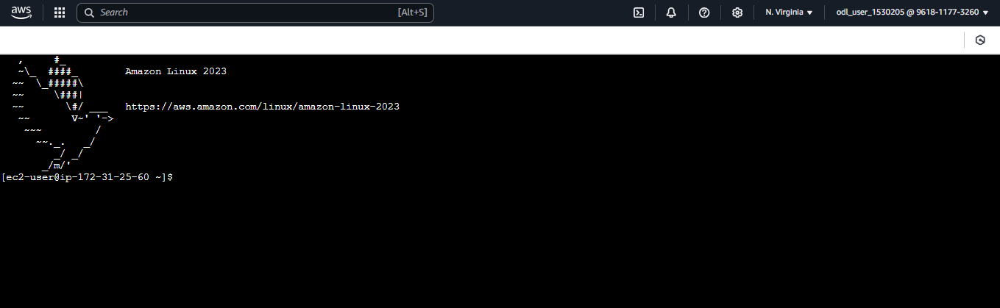 aws
Search [Alt+S]
N. Virginia
odl_user_1530205 @ 9618-1177-3260
   ,     #_
   ~\_  ####_        Amazon Linux 2023
  ~~  \_#####\
  ~~     \###|
  ~~       \#/ ___   https://aws.amazon.com/linux/amazon-linux-2023
   ~~       V~' '->
    ~~~         /
      ~~._.   _/
         _/ _/
       _/m/'
[ec2-user@ip-172-31-25-60 ~]$